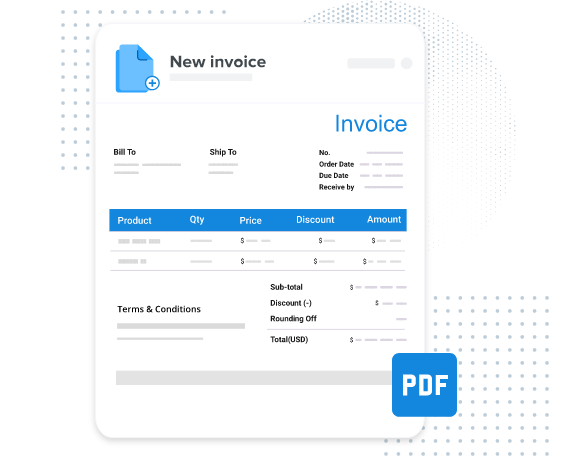 New invoice
Invoice
Bill To Ship To No.
Order Date
Due Date
Receive by
Product Qty Price Discount Amount
$ $ $
$ $ $
Sub-total $
Discount (-) $
Terms & Conditions
Rounding Off
Total(USD) $
PDF